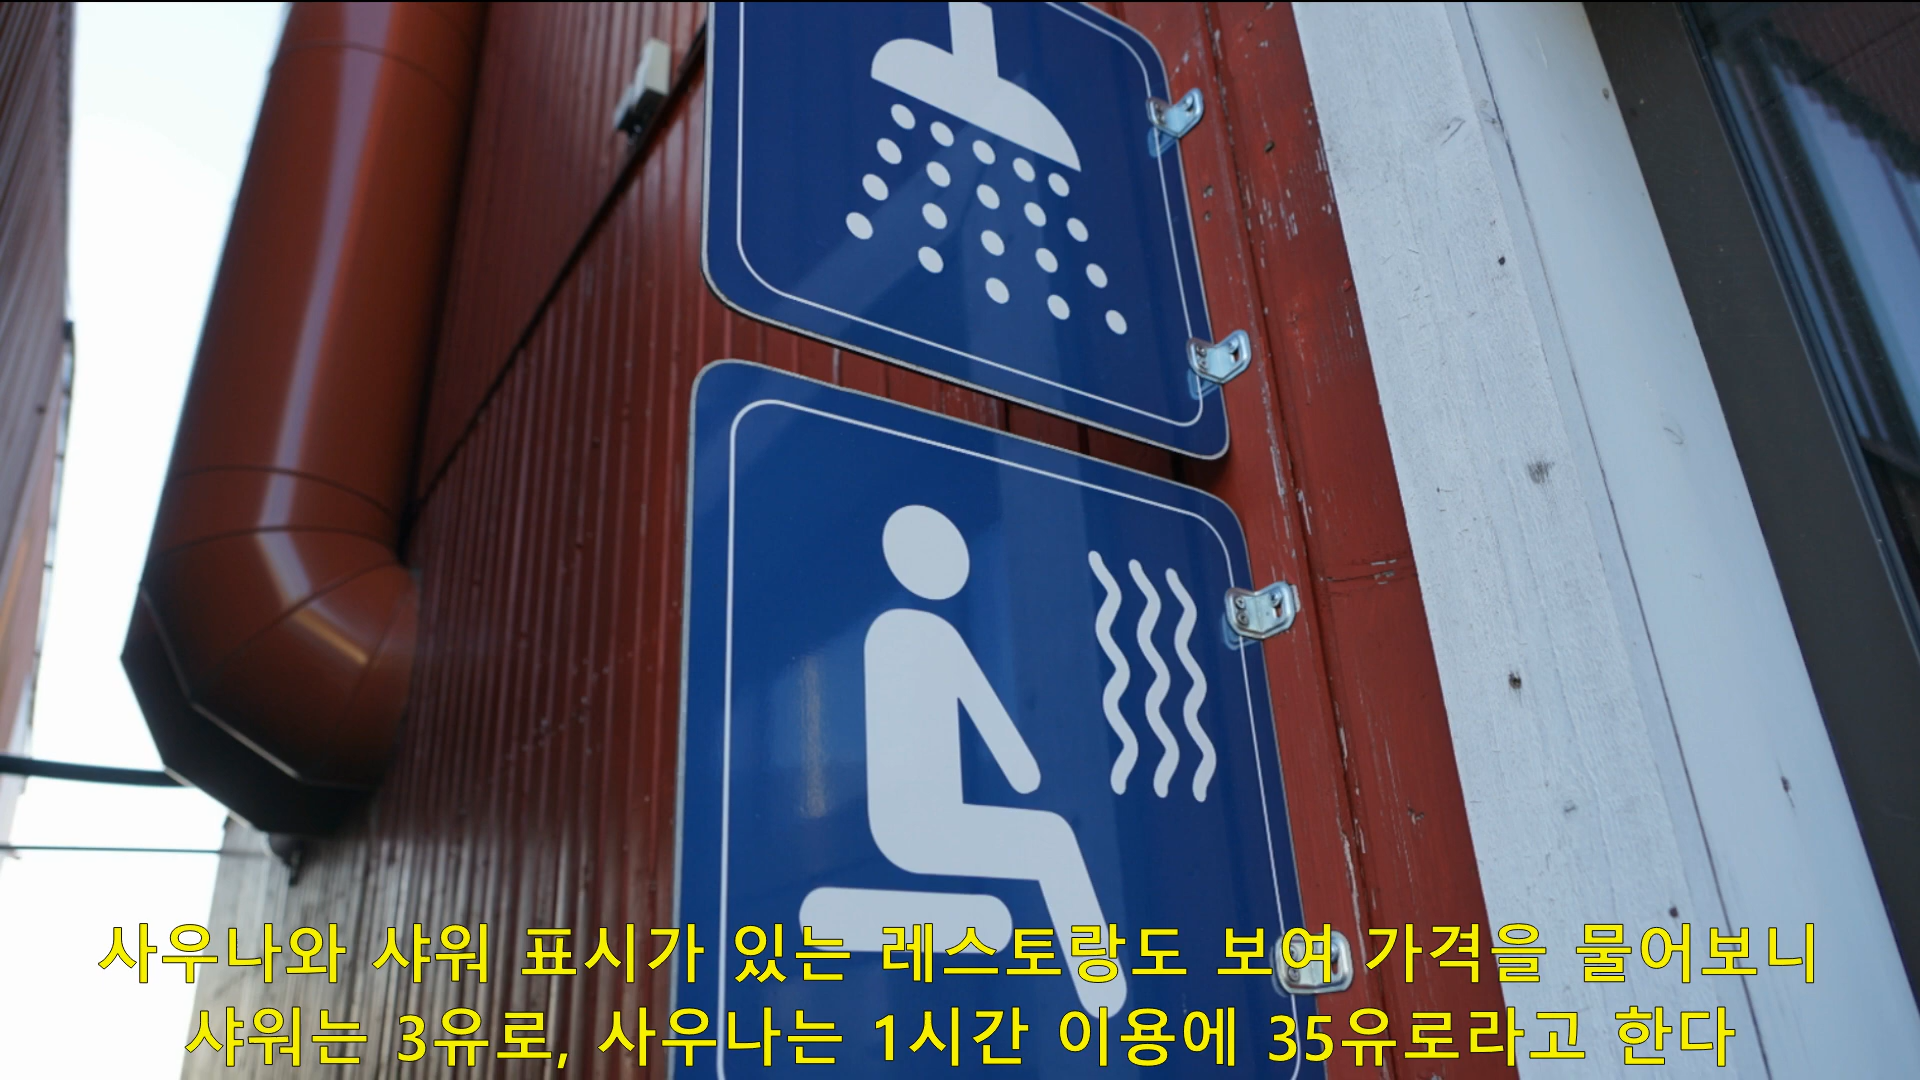 사우나와 샤워 표시가 있는 레스토랑도 보여 가격을 물어보니
샤워는 3유로, 사우나는 1시간 이용에 35유로라고 한다